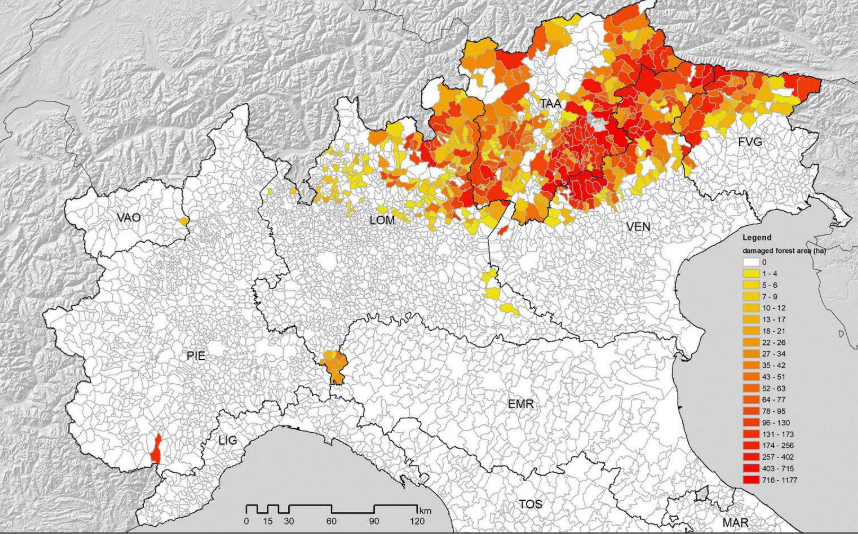 TAA
FVG
VAO
LOM
VEN
Legend
damaged forest area (ha)
0
1 - 4
5 - 6
7 - 9
10 - 12
13 - 17
18 - 21
22 - 26
27 - 34
35 - 42
43 - 51
52 - 63
64 - 77
78 - 95
96 - 130
131 - 173
174 - 256
257 - 402
403 - 715
716 - 1177
PIE
EMR
LIG
TOS
MAR
km
0 15 30 60 90 120